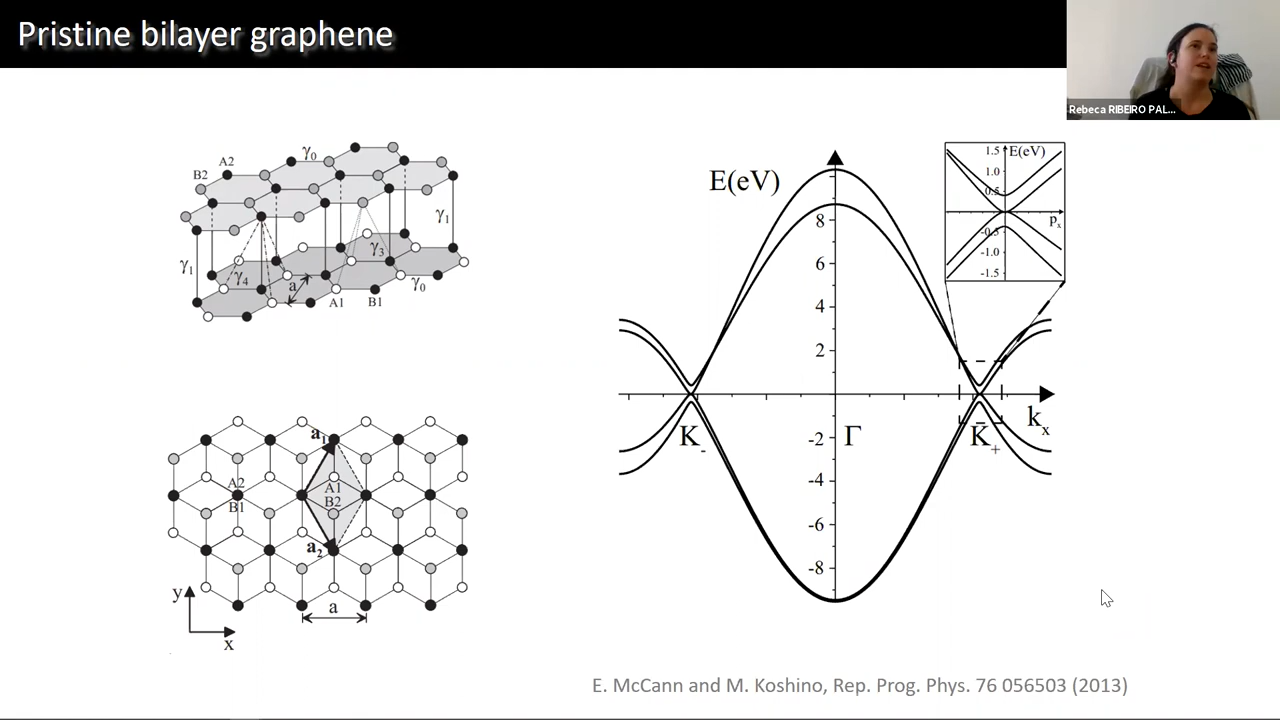 Pristine bilayer graphene
Rebeca RIBEIRO PAL...
γ0
A2
B2
γ1
γ1
γ3
γ4
a
γ0
A1
B1
a1
A2
B1
A1
B2
a2
a
y
x
E(eV)
8
6
4
2
-2
-4
-6
-8
K-
Γ
K+
kx
E(eV)
1.5
1.0
0.5
px
-0.5
-1.0
-1.5
E. McCann and M. Koshino, Rep. Prog. Phys. 76 056503 (2013)